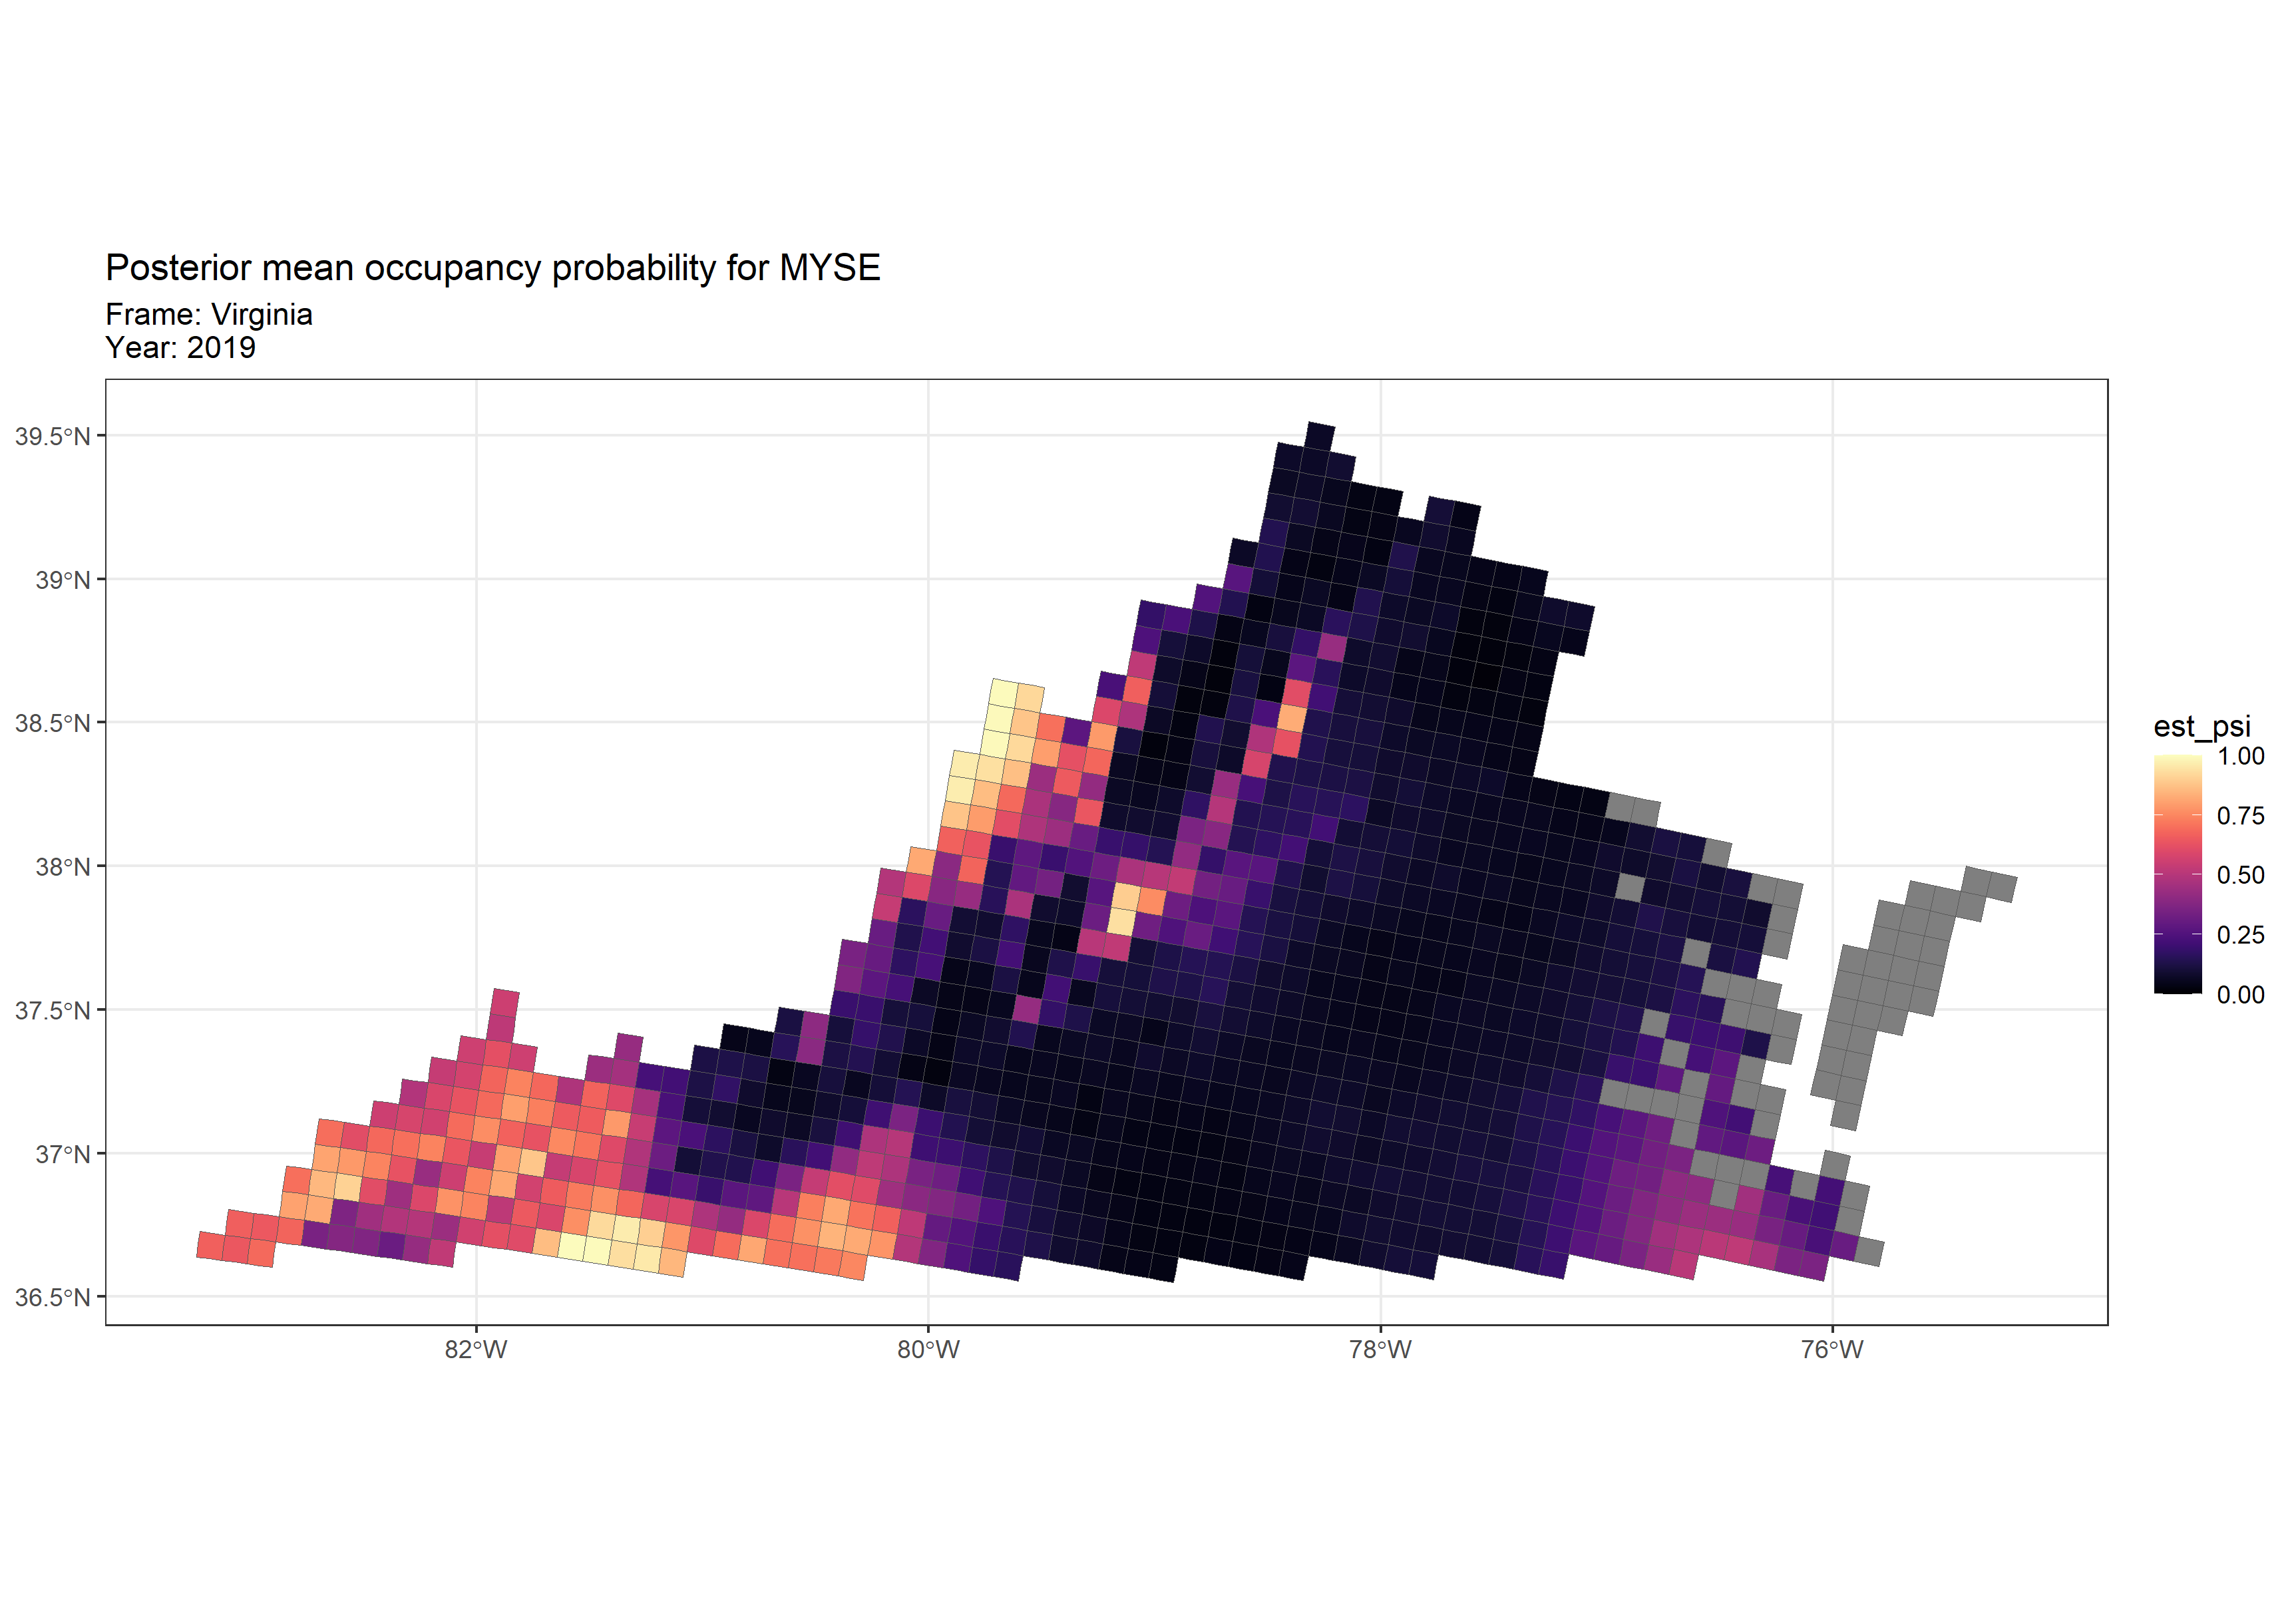 Posterior mean occupancy probability for MYSE
Frame: Virginia
Year: 2019
39.5°N
39°N
38.5°N
38°N
37.5°N
37°N
36.5°N
82°W
80°W
78°W
76°W
est_psi
1.00
0.75
0.50
0.25
0.00